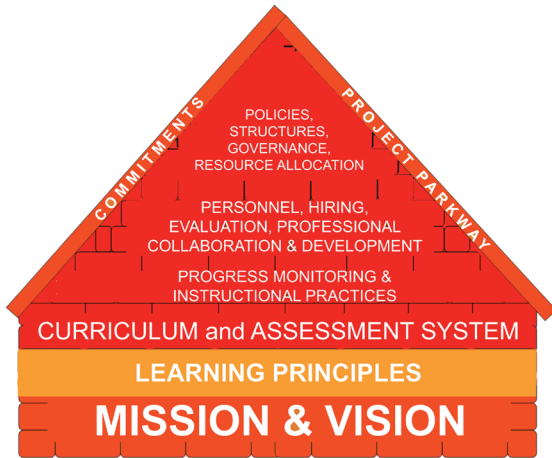 COMMITMENTS
PROJECT PARKWAY
POLICIES,
STRUCTURES,
GOVERNANCE,
RESOURCE ALLOCATION
PERSONNEL, HIRING,
EVALUATION, PROFESSIONAL
COLLABORATION & DEVELOPMENT
PROGRESS MONITORING &
INSTRUCTIONAL PRACTICES
CURRICULUM and ASSESSMENT SYSTEM
LEARNING PRINCIPLES
MISSION & VISION